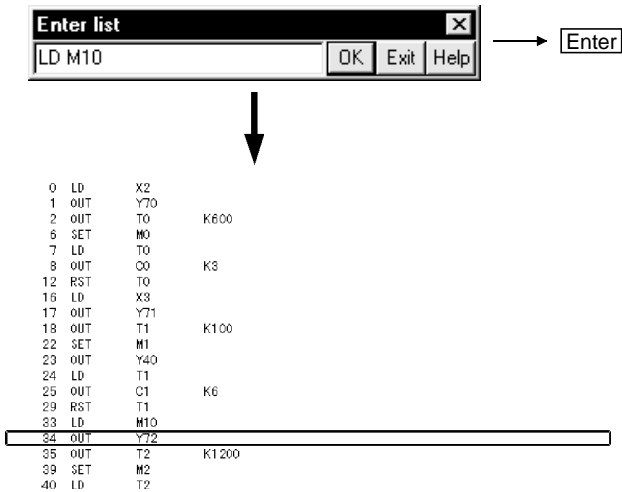 Enter list
LD M10 OK Exit Help
Enter
0 LD X2
1 OUT Y70
2 OUT T0 K600
6 SET M0
7 LD T0
8 OUT C0 K3
12 RST T0
16 LD X3
17 OUT Y71
18 OUT T1 K100
22 SET M1
23 OUT Y40
24 LD T1
25 OUT C1 K6
29 RST T1
33 LD M10
34 OUT Y72
35 OUT T2 K1200
39 SET M2
40 LD T2